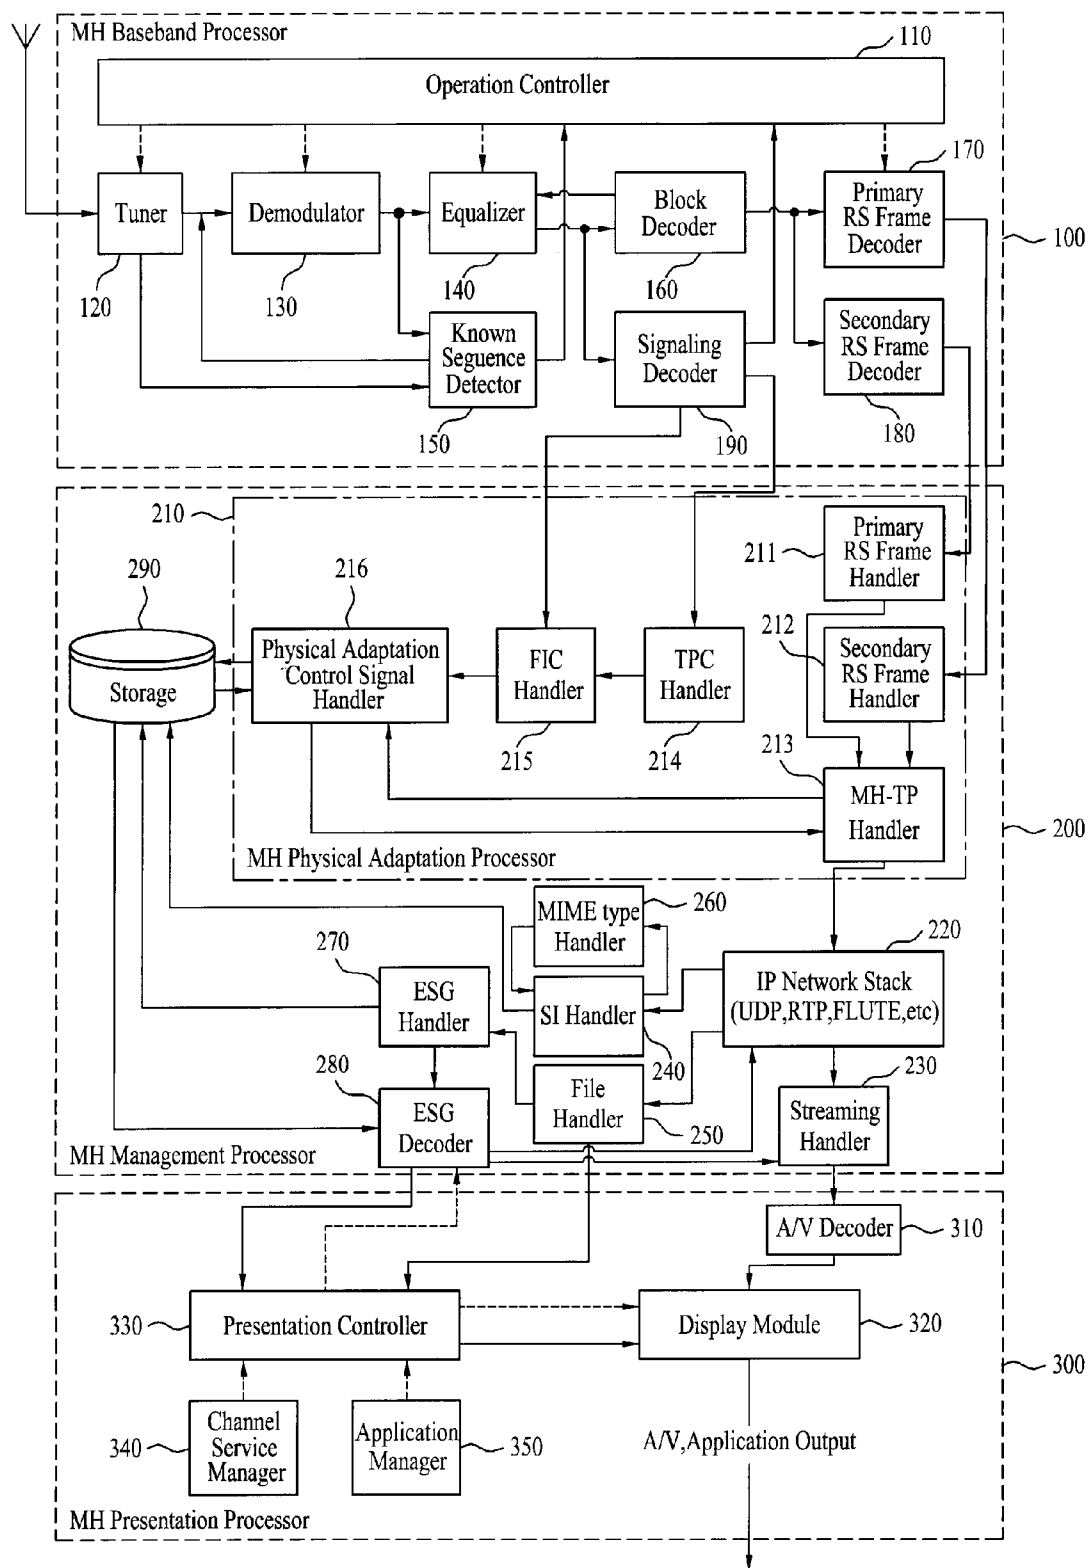 MH Baseband Processor
110
Operation Controller
170
Tuner
Demodulator
Equalizer
Block
Decoder
Primary
RS Frame
Decoder
100
120
130
140
160
Known
Seguence
Detector
Signaling
Decoder
Secondary
RS Frame
Decoder
150
190
180
210
211
Primary
RS Frame
Handler
290
216
212
Storage
Physical Adaptation
Control Signal
Handler
FIC
Handler
TPC
Handler
Secondary
RS Frame
Handler
215
214
213
MH-TP
Handler
200
MH Physical Adaptation Processor
MIME type
Handler
260
220
270
ESG
Handler
SI Handler
IP Network Stack
(UDP,RTP,FLUTE,etc)
240
230
280
File
Handler
ESG
Decoder
250
Streaming
Handler
MH Management Processor
A/V Decoder
310
330
Presentation Controller
Display Module
320
300
340
Channel
Service
Manager
Application
Manager
350
A/V,Application Output
MH Presentation Processor